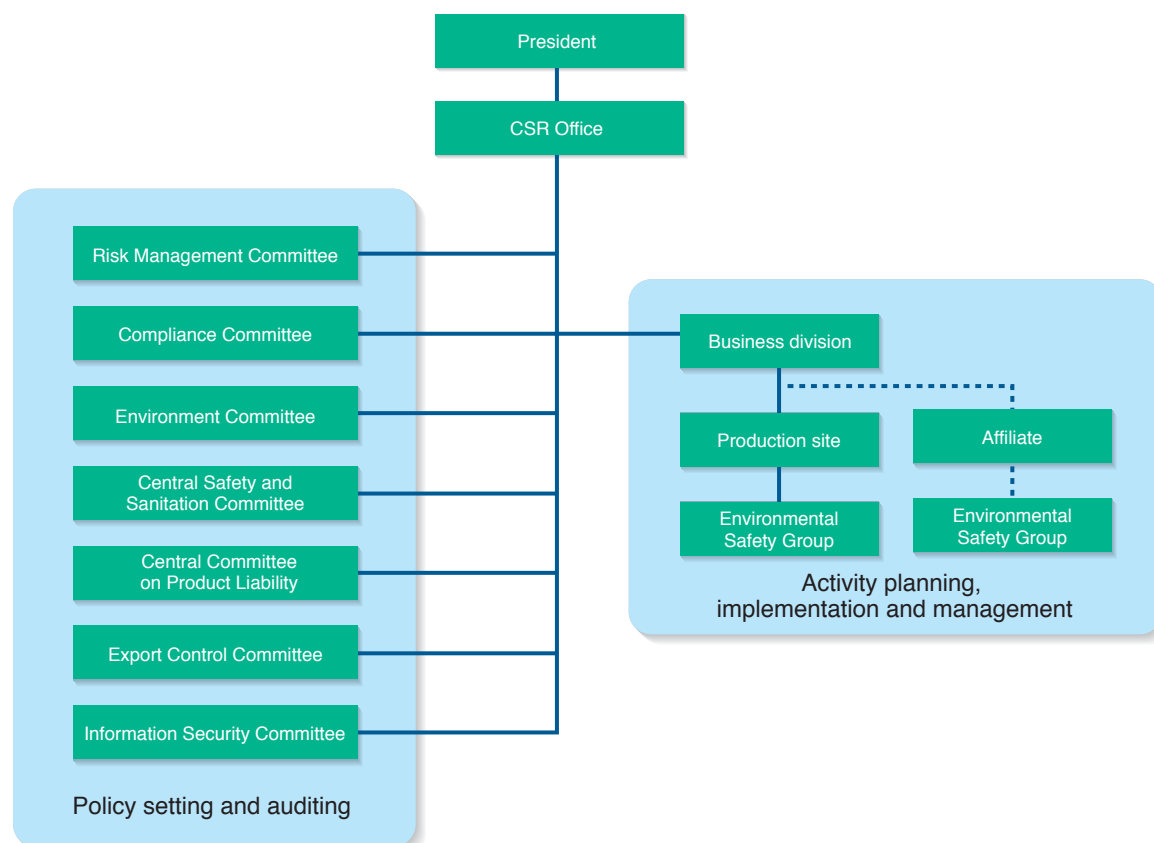 President
CSR Office
Risk Management Committee
Compliance Committee
Environment Committee
Central Safety and
Sanitation Committee
Central Committee
on Product Liability
Export Control Committee
Information Security Committee
Policy setting and auditing
Business division
Production site
Affiliate
Environmental
Safety Group
Environmental
Safety Group
Activity planning,
implementation and management